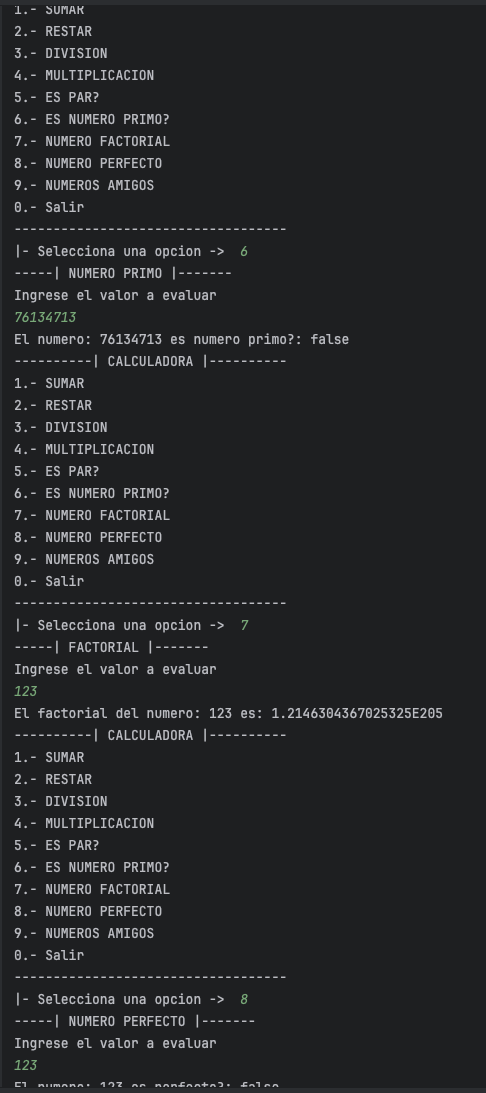 1.- SUMAR
2.- RESTAR
3.- DIVISION
4.- MULTIPLICACION
5.- ES PAR?
6.- ES NUMERO PRIMO?
7.- NUMERO FACTORIAL
8.- NUMERO PERFECTO
9.- NUMEROS AMIGOS
0.- Salir
-----------------------------------
|- Selecciona una opcion ->  6
-----| NUMERO PRIMO |-------
Ingrese el valor a evaluar
76134713
El numero: 76134713 es numero primo?: false
----------| CALCULADORA |----------
1.- SUMAR
2.- RESTAR
3.- DIVISION
4.- MULTIPLICACION
5.- ES PAR?
6.- ES NUMERO PRIMO?
7.- NUMERO FACTORIAL
8.- NUMERO PERFECTO
9.- NUMEROS AMIGOS
0.- Salir
-----------------------------------
|- Selecciona una opcion ->  7
-----| FACTORIAL |-------
Ingrese el valor a evaluar
123
El factorial del numero: 123 es: 1.2146304367025325E205
----------| CALCULADORA |----------
1.- SUMAR
2.- RESTAR
3.- DIVISION
4.- MULTIPLICACION
5.- ES PAR?
6.- ES NUMERO PRIMO?
7.- NUMERO FACTORIAL
8.- NUMERO PERFECTO
9.- NUMEROS AMIGOS
0.- Salir
-----------------------------------
|- Selecciona una opcion ->  8
-----| NUMERO PERFECTO |-------
Ingrese el valor a evaluar
123
El numero: 123 es perfecto?: false